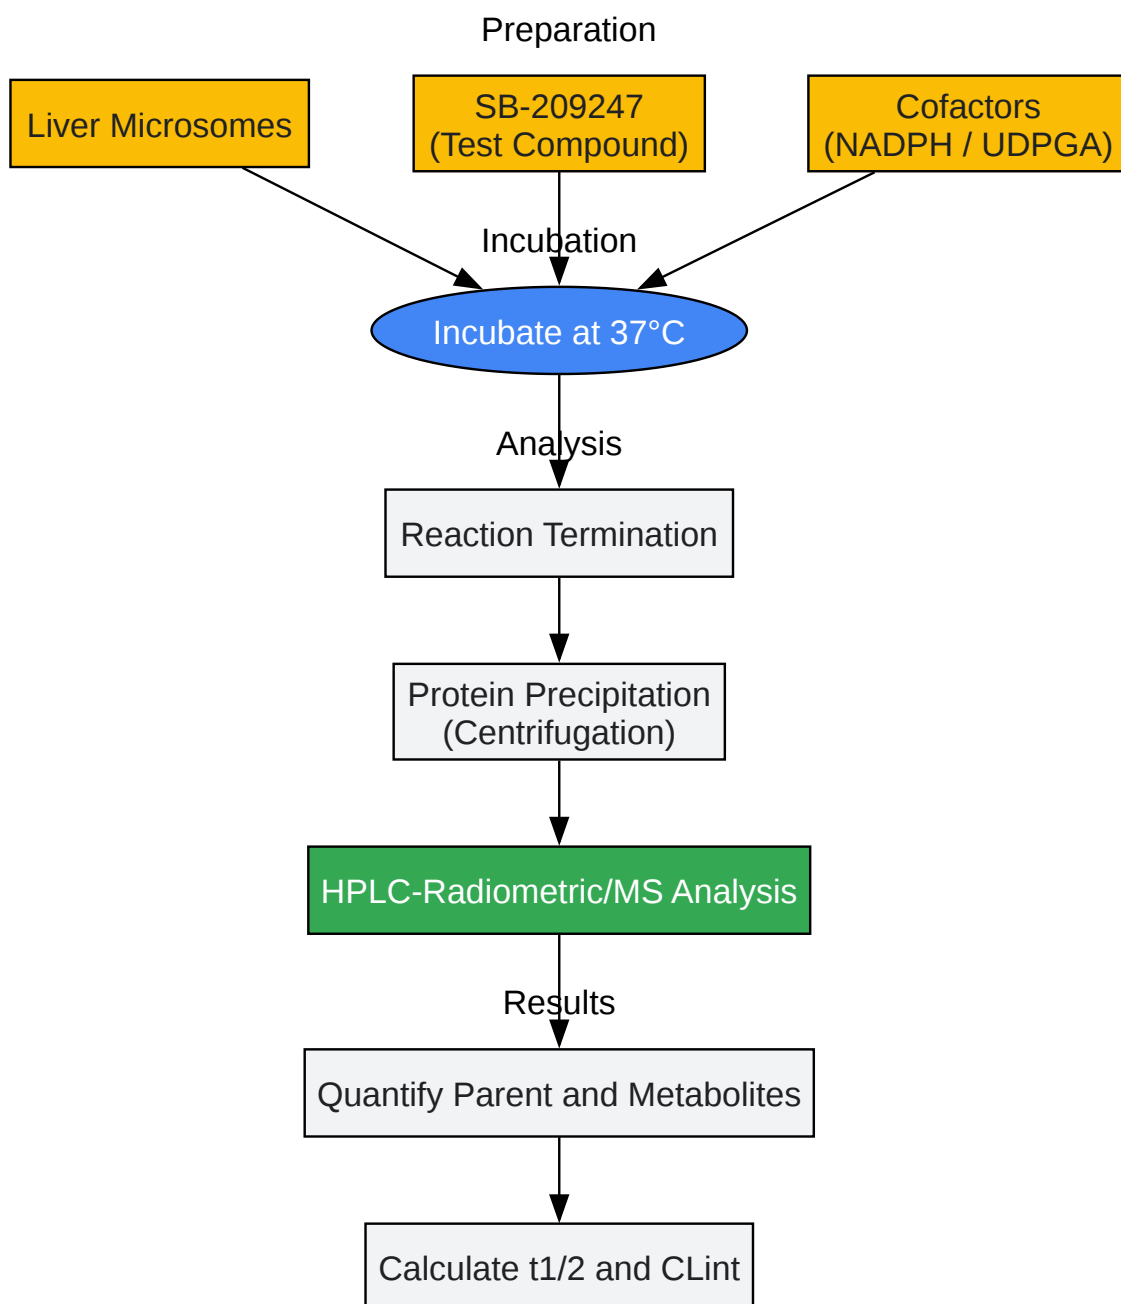 Preparation
Liver Microsomes
SB-209247
(Test Compound)
Cofactors
(NADPH / UDPGA)
Incubation
Incubate at 37°C
Analysis
Reaction Termination
Protein Precipitation
(Centrifugation)
HPLC-Radiometric/MS Analysis
Results
Quantify Parent and Metabolites
Calculate t1/2 and CLint